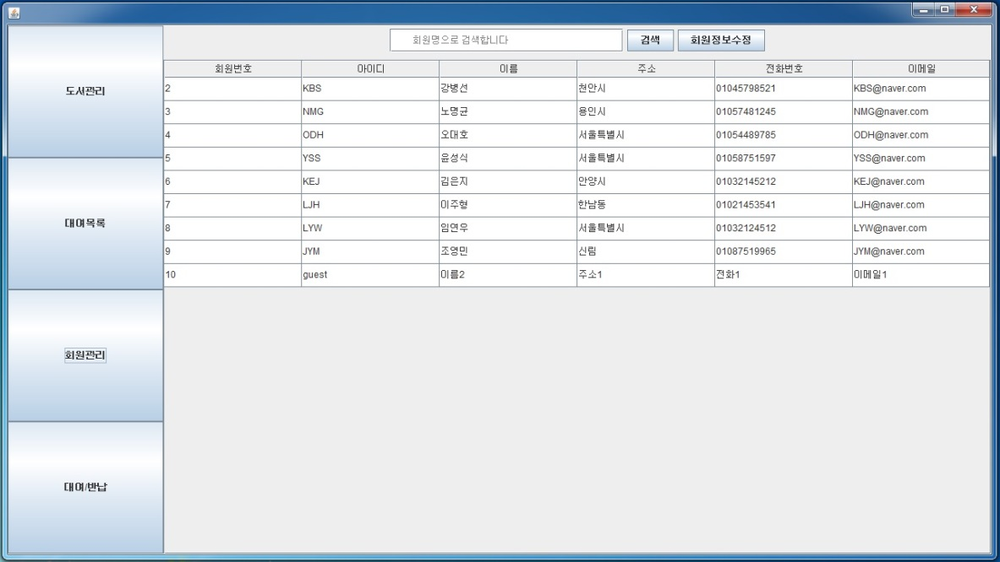 회원명으로 검색합니다 검색 회원정보수정
도서관리
대여목록
회원관리
대여/반납
회원번호 아이디 이름 주소 전화번호 이메일
2 KBS 강병선 천안시 01045798521 KBS@naver.com
3 NMG 노명균 용인시 01057481245 NMG@naver.com
4 ODH 오대호 서울특별시 01054489785 ODH@naver.com
5 YSS 윤성식 서울특별시 01058751597 YSS@naver.com
6 KEJ 김은지 안양시 01032145212 KEJ@naver.com
7 LJH 이주형 한남동 01021453541 LJH@naver.com
8 LYW 임연우 서울특별시 01032124512 LYW@naver.com
9 JYM 조영민 신림 01087519965 JYM@naver.com
10 guest 이름2 주소1 전화1 이메일1